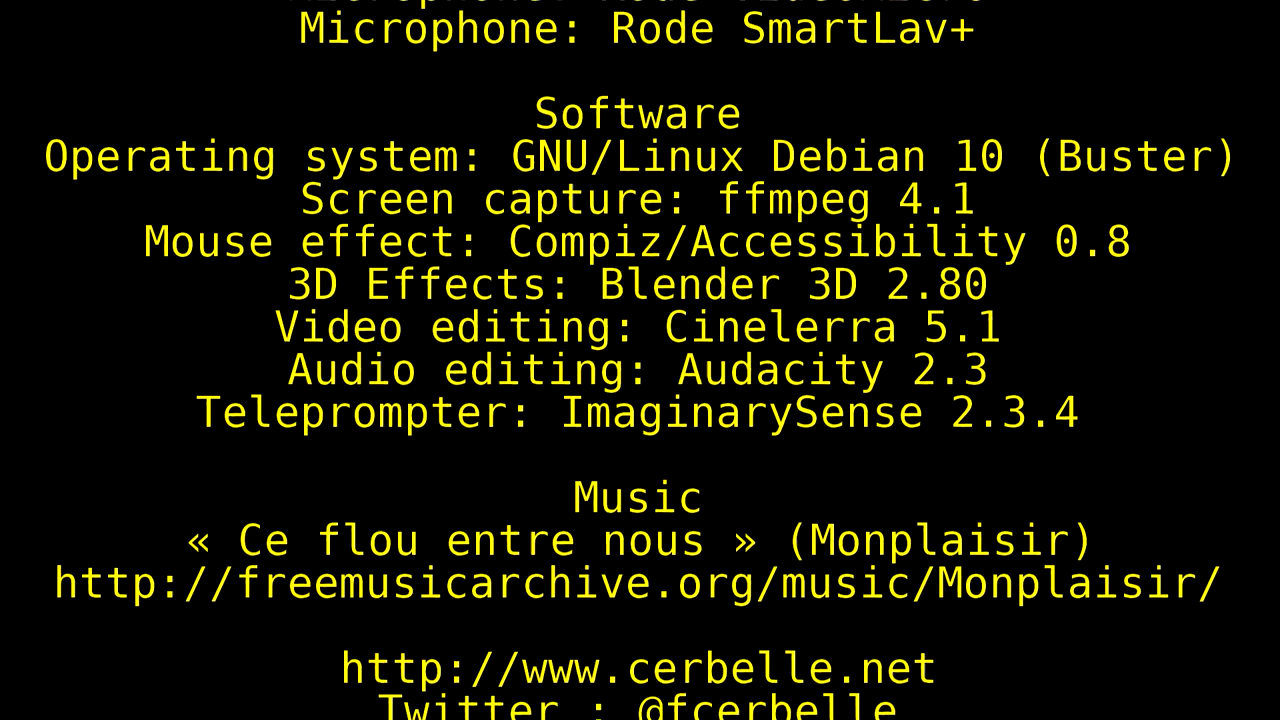 Microphone: Rode SmartLav+
Software
Operating system: GNU/Linux Debian 10 (Buster)
Screen capture: ffmpeg 4.1
Mouse effect: Compiz/Accessibility 0.8
3D Effects: Blender 3D 2.80
Video editing: Cinelerra 5.1
Audio editing: Audacity 2.3
Teleprompter: ImaginarySense 2.3.4
Music
« Ce flou entre nous » (Monplaisir)
http://freemusicarchive.org/music/Monplaisir/
http://www.cerbelle.net
Twitter : @fcerbelle